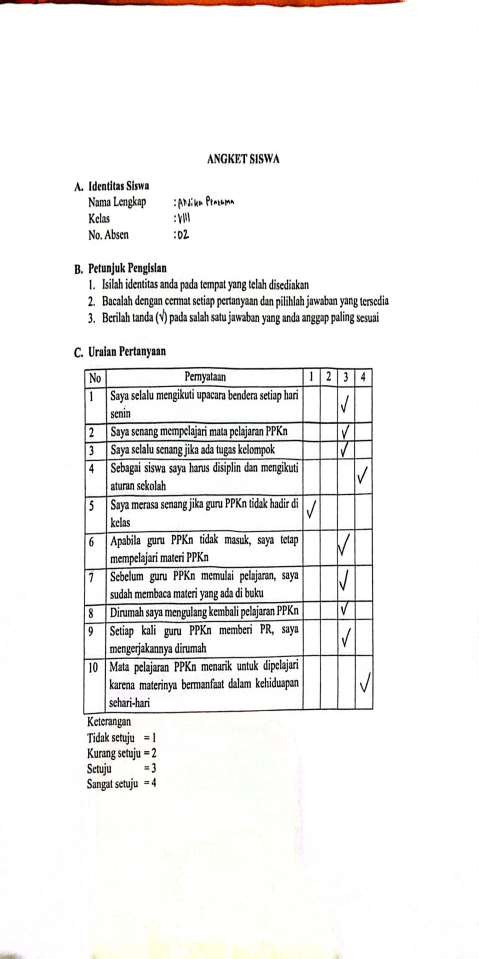 ANGKET SISWA
A. Identitas Siswa
Nama Lengkap : Andika Pratama
Kelas : VIII
No. Absen : 02
B. Petunjuk Pengisian
1. Isilah identitas anda pada tempat yang telah disediakan
2. Bacalah dengan cermat setiap pertanyaan dan pilihlah jawaban yang tersedia
3. Berilah tanda (√) pada salah satu jawaban yang anda anggap paling sesuai
C. Uraian Pertanyaan
No Pernyataan 1 2 3 4
1 Saya selalu mengikuti upacara bendera setiap hari √
senin
2 Saya senang mempelajari mata pelajaran PPKn √
3 Saya selalu senang jika ada tugas kelompok √
4 Sebagai siswa saya harus disiplin dan mengikuti √
aturan sekolah
5 Saya merasa senang jika guru PPKn tidak hadir di √
kelas
6 Apabila guru PPKn tidak masuk, saya tetap √
mempelajari materi PPKn
7 Sebelum guru PPKn memulai pelajaran, saya √
sudah membaca materi yang ada di buku
8 Dirumah saya mengulang kembali pelajaran PPKn √
9 Setiap kali guru PPKn memberi PR, saya √
mengerjakannya dirumah
10 Mata pelajaran PPKn menarik untuk dipelajari √
karena materinya bermanfaat dalam kehidupan
sehari-hari
Keterangan
Tidak setuju = 1
Kurang setuju = 2
Setuju = 3
Sangat setuju = 4